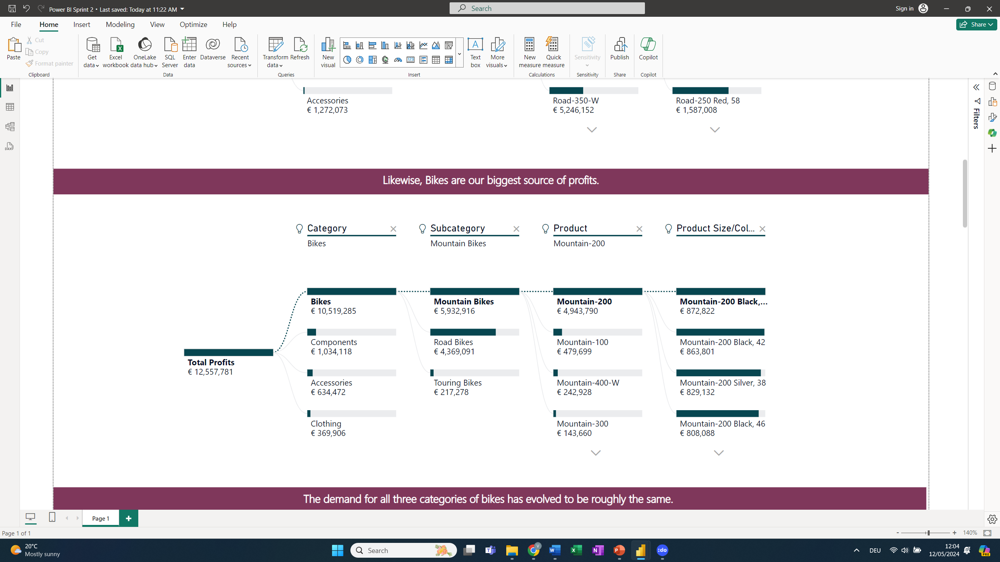 Power BI Sprint 2 • Last saved: Today at 11:22 AM
Search
Sign in
File Home Insert Modeling View Optimize Help
Share
Paste
Cut
Copy
Format painter
Clipboard
Get data
Excel workbook
OneLake data hub
SQL Server
Enter data
Dataverse
Recent sources
Data
Transform data
Refresh
Queries
New visual
123
A
Text box
More visuals
Insert
New measure
Quick measure
Calculations
Sensitivity
Sensitivity
Publish
Share
Copilot
Copilot
DAX
Filters
Accessories
€ 1,272,073
Road-350-W
€ 5,246,152
Road-250 Red, 58
€ 1,587,008
Likewise, Bikes are our biggest source of profits.
Category Subcategory Product Product Size/Col...
Bikes Mountain Bikes Mountain-200
Total Profits
€ 12,557,781
Bikes
€ 10,519,285
Components
€ 1,034,118
Accessories
€ 634,472
Clothing
€ 369,906
Mountain Bikes
€ 5,932,916
Road Bikes
€ 4,369,091
Touring Bikes
€ 217,278
Mountain-200
€ 4,943,790
Mountain-100
€ 479,699
Mountain-400-W
€ 242,928
Mountain-300
€ 143,660
Mountain-200 Black,...
€ 872,822
Mountain-200 Black, 42
€ 863,801
Mountain-200 Silver, 38
€ 829,132
Mountain-200 Black, 46
€ 808,088
The demand for all three categories of bikes has evolved to be roughly the same.
Page 1
Page 1 of 1
- + 140%
20°C
Mostly sunny
Search
V
:do
PRE
DEU
12:04
12/05/2024